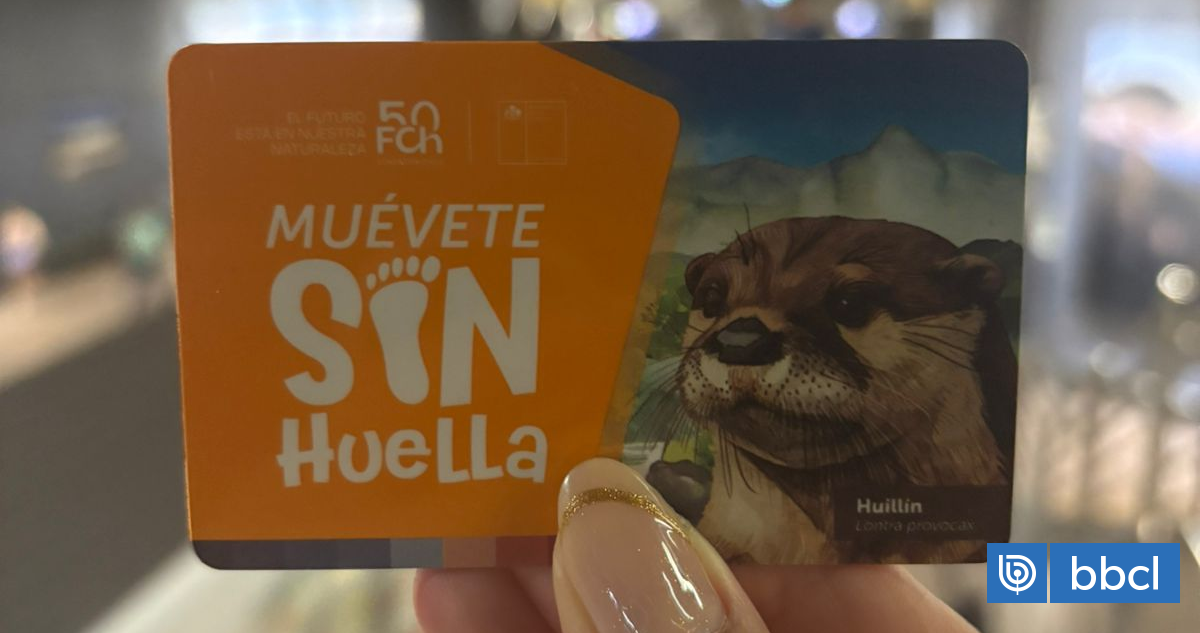 EL FUTURO
ESTÁ EN NUESTRA
NATURALEZA
50
FCh
MUÉVETE
SIN
HUELLA
Huillín
Lontra provocax
bbcl